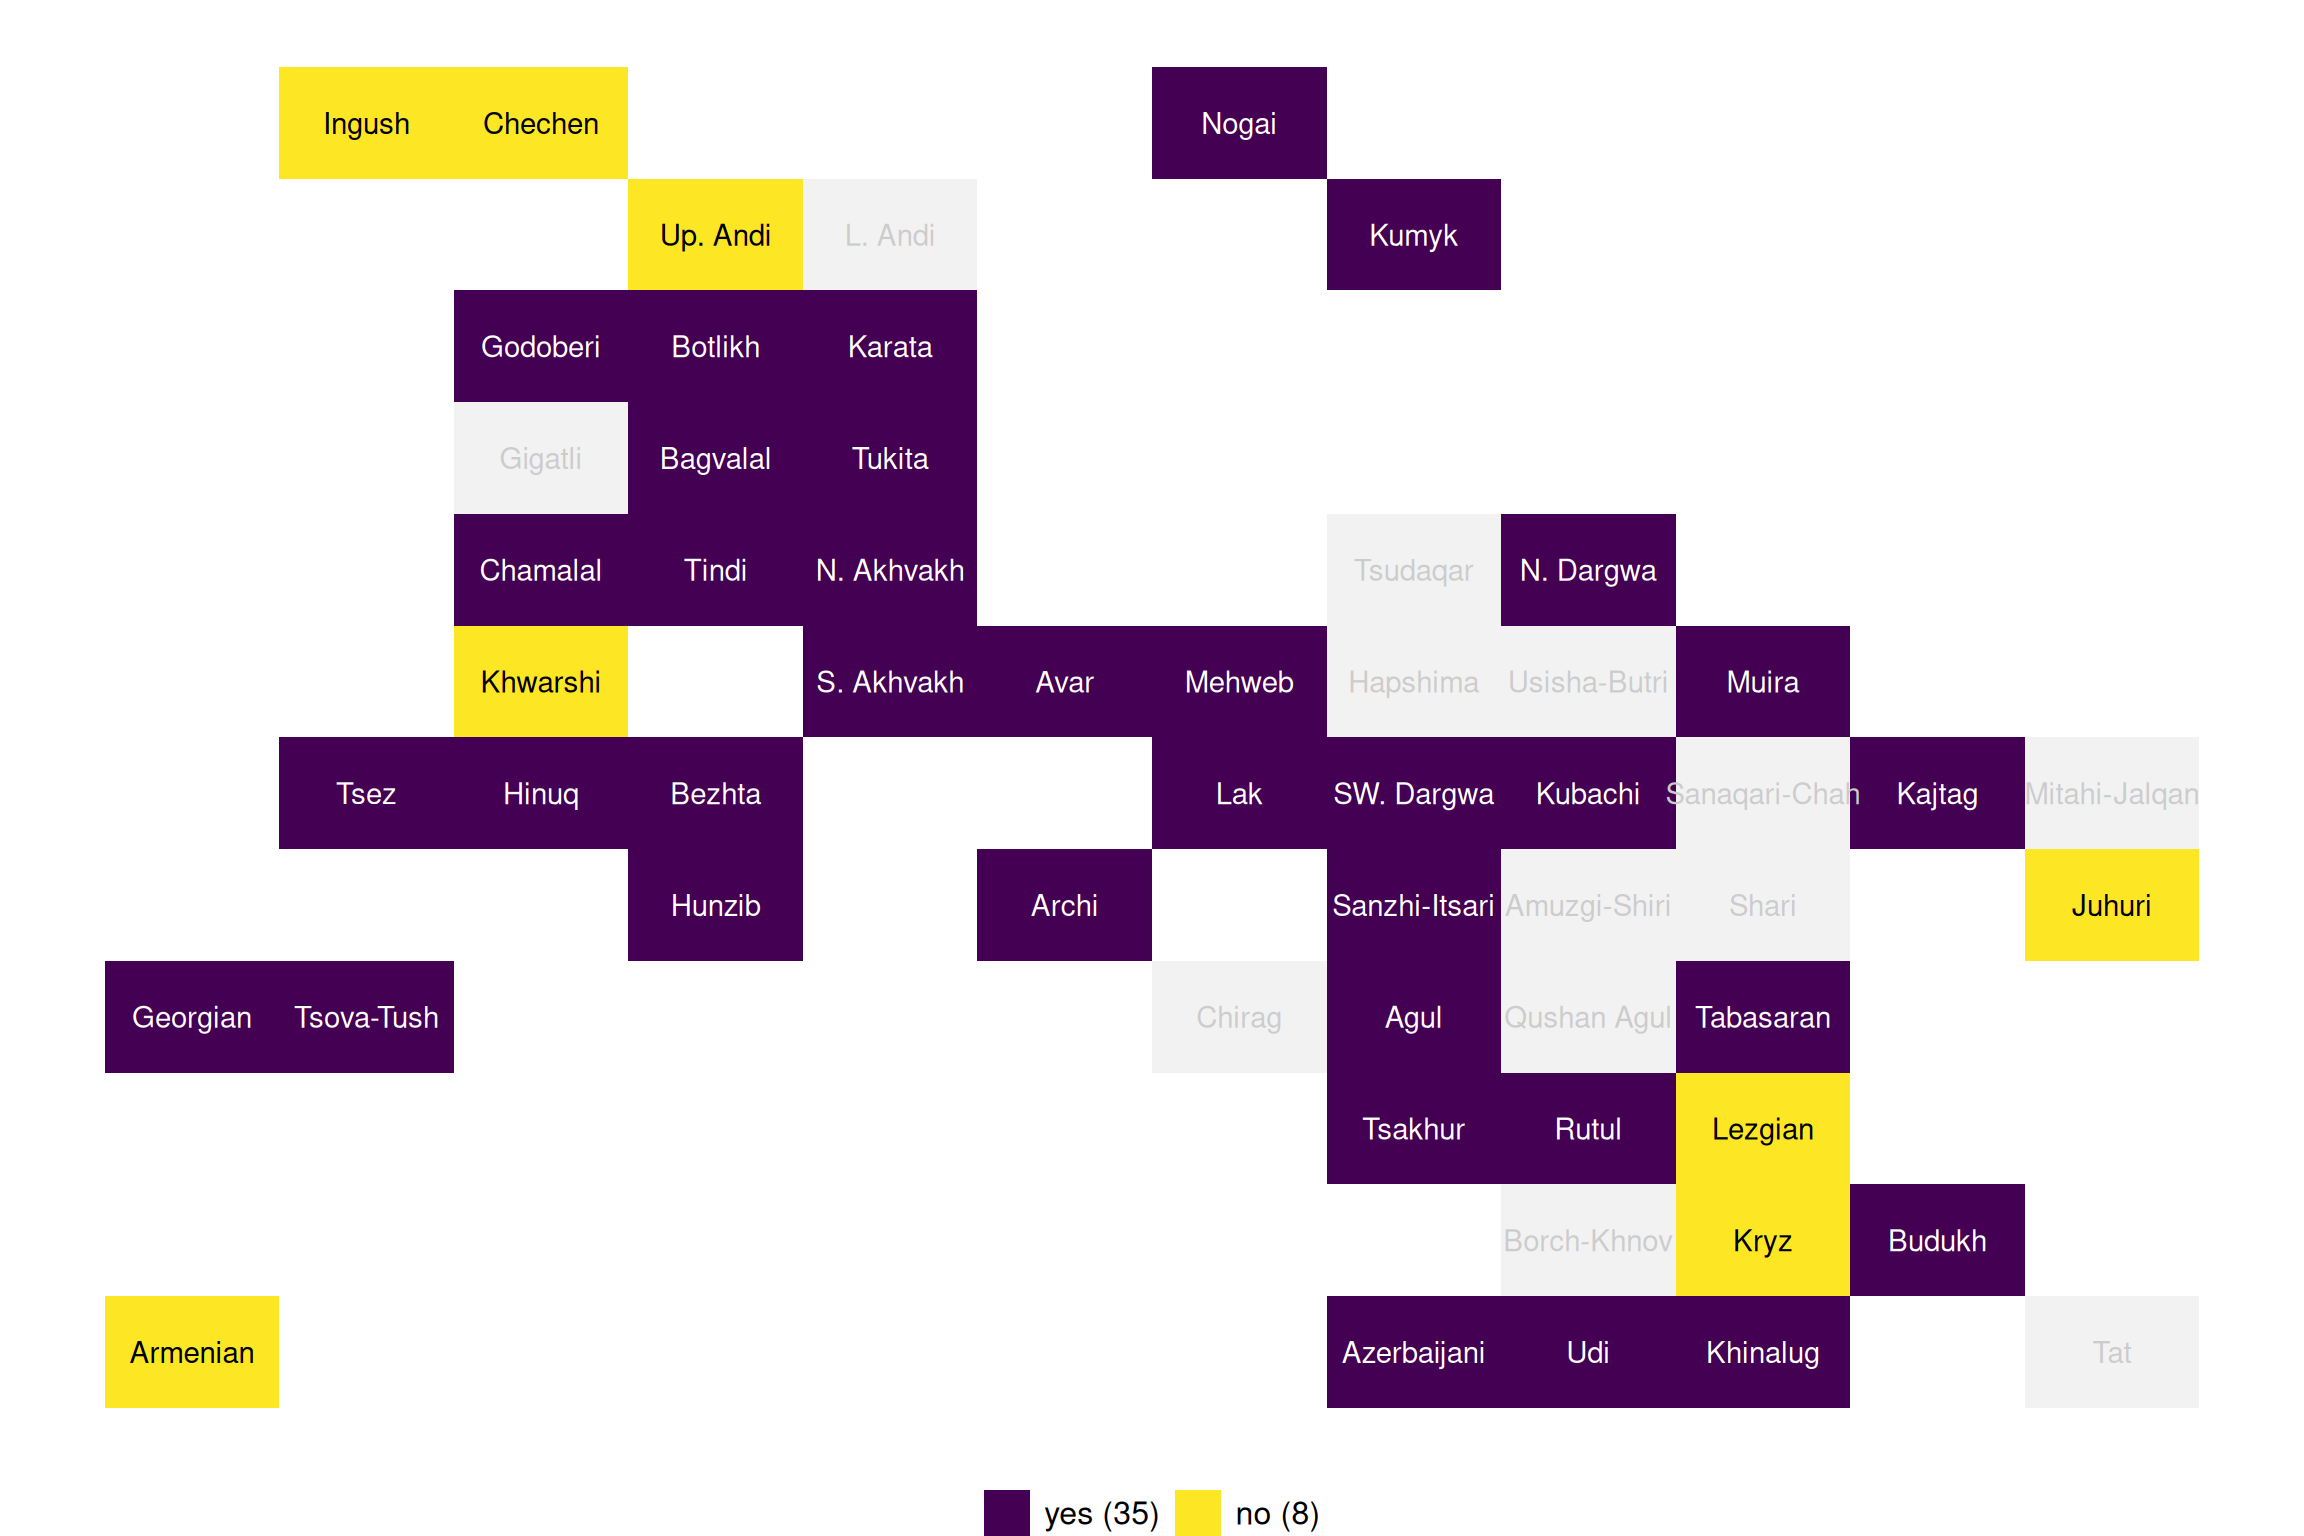 Ingush Chechen Nogai
Up. Andi L. Andi Kumyk
Godoberi Botlikh Karata
Gigatli Bagvalal Tukita
Chamalal Tindi N. Akhvakh Tsudaqar N. Dargwa
Khwarshi S. Akhvakh Avar Mehweb Hapshima Usisha-Butri Muira
Tsez Hinuq Bezhta Lak SW. Dargwa Kubachi Sanaqari-Chah Kajtag Mitahi-Jalqan
Hunzib Archi Sanzhi-Itsari Amuzgi-Shiri Shari Juhuri
Georgian Tsova-Tush Chirag Agul Qushan Agul Tabasaran
Tsakhur Rutul Lezgian
Borch-Khnov Kryz Budukh
Armenian Azerbaijani Udi Khinalug Tat
yes (35) no (8)